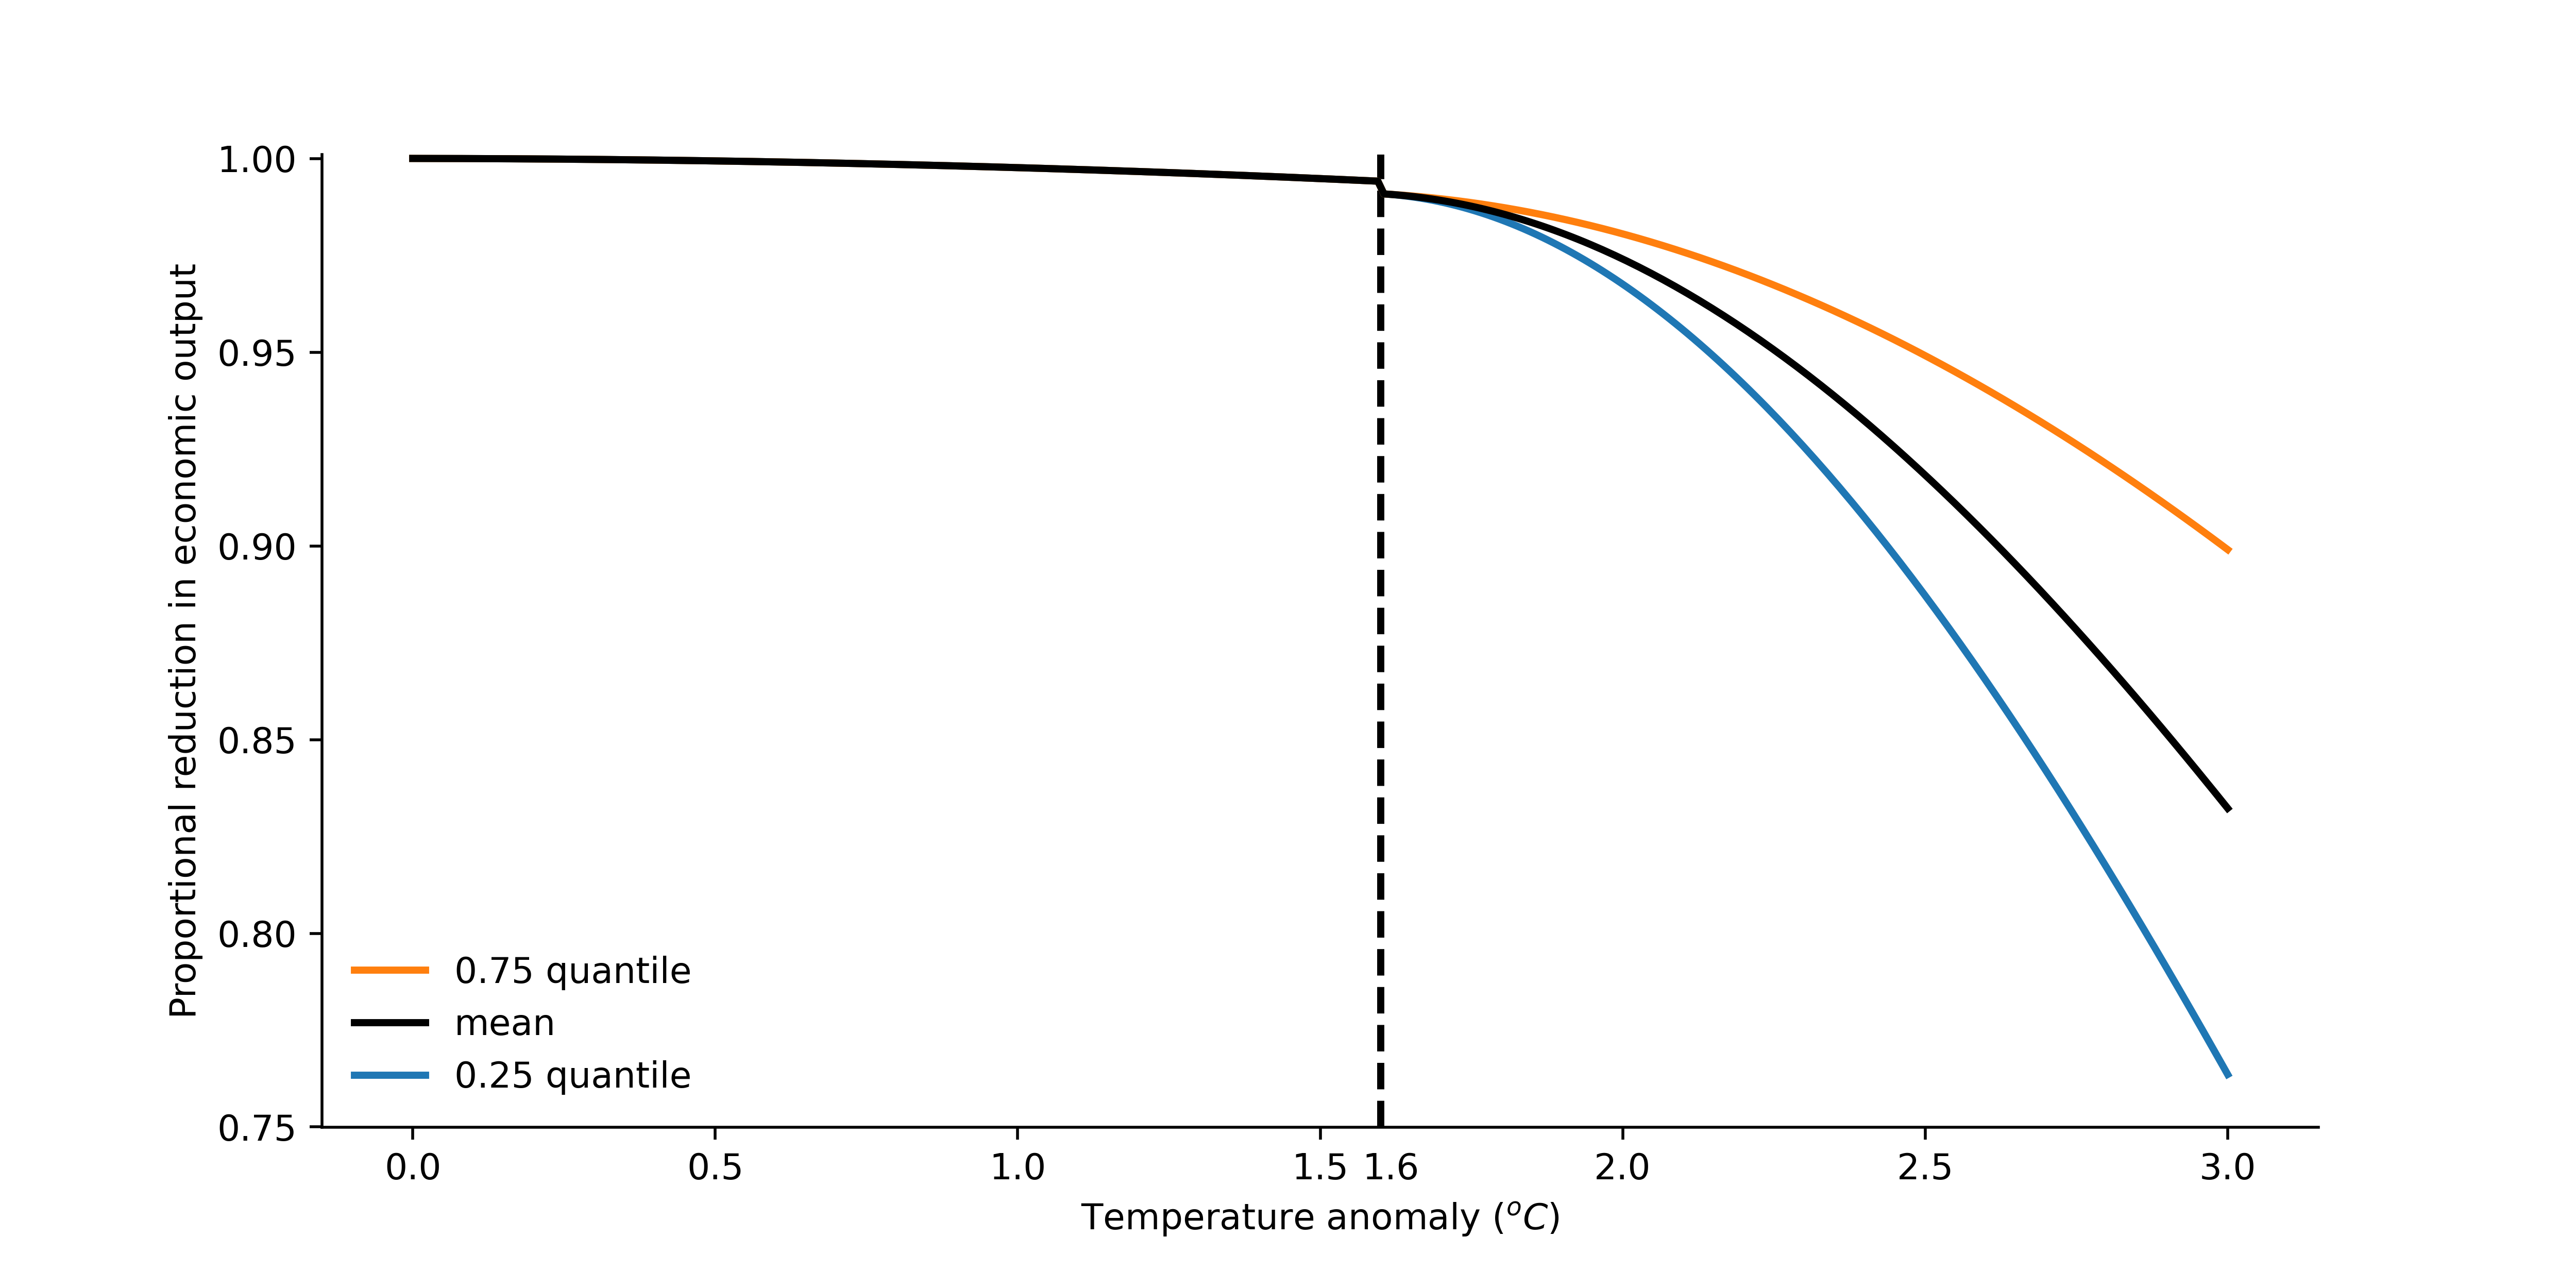 Proportional reduction in economic output
1.00
0.95
0.90
0.85
0.80
0.75
0.75 quantile
mean
0.25 quantile
0.0 0.5 1.0 1.5 1.6 2.0 2.5 3.0
Temperature anomaly (°C)